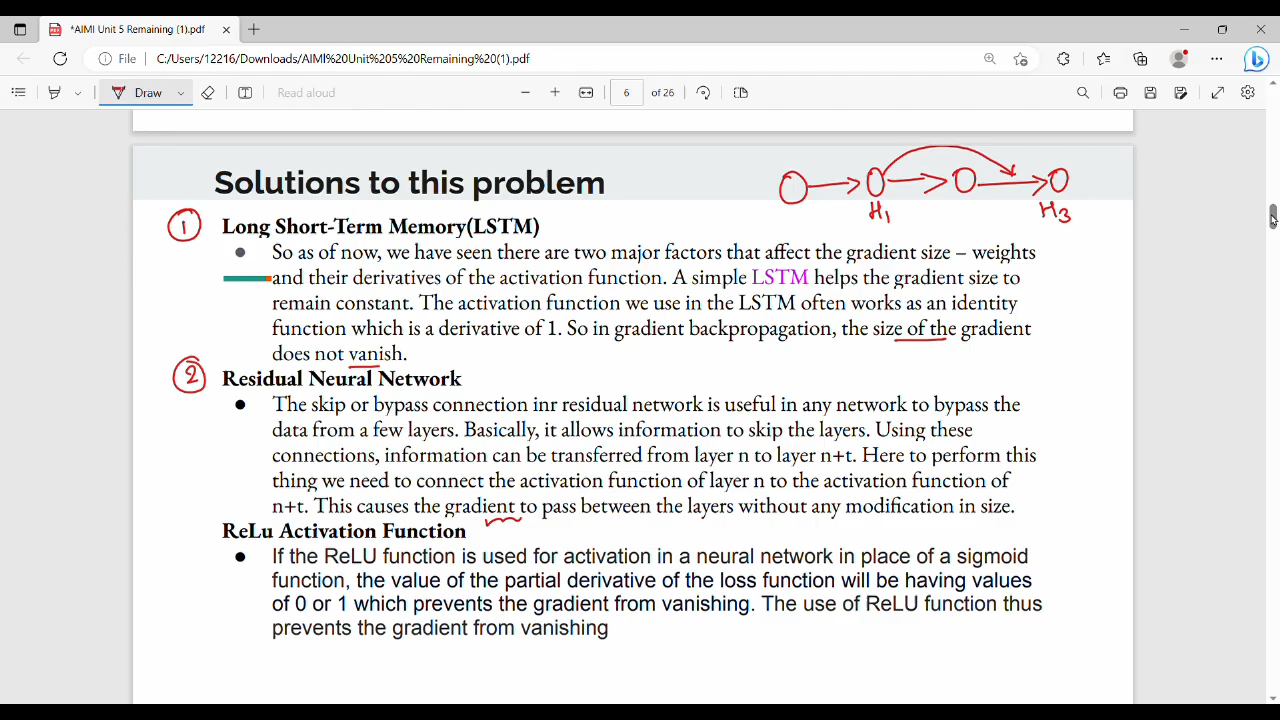 *AIMI Unit 5 Remaining (1).pdf
File
C:/Users/12216/Downloads/AIMI%20Unit%205%20Remaining%20(1).pdf
Draw
Read aloud
6
of 26
Solutions to this problem
H1
H3
1
Long Short-Term Memory(LSTM)
● So as of now, we have seen there are two major factors that affect the gradient size – weights
and their derivatives of the activation function. A simple LSTM helps the gradient size to
remain constant. The activation function we use in the LSTM often works as an identity
function which is a derivative of 1. So in gradient backpropagation, the size of the gradient
does not vanish.
2
Residual Neural Network
● The skip or bypass connection inr residual network is useful in any network to bypass the
data from a few layers. Basically, it allows information to skip the layers. Using these
connections, information can be transferred from layer n to layer n+t. Here to perform this
thing we need to connect the activation function of layer n to the activation function of
n+t. This causes the gradient to pass between the layers without any modification in size.
ReLu Activation Function
● If the ReLU function is used for activation in a neural network in place of a sigmoid
function, the value of the partial derivative of the loss function will be having values
of 0 or 1 which prevents the gradient from vanishing. The use of ReLU function thus
prevents the gradient from vanishing